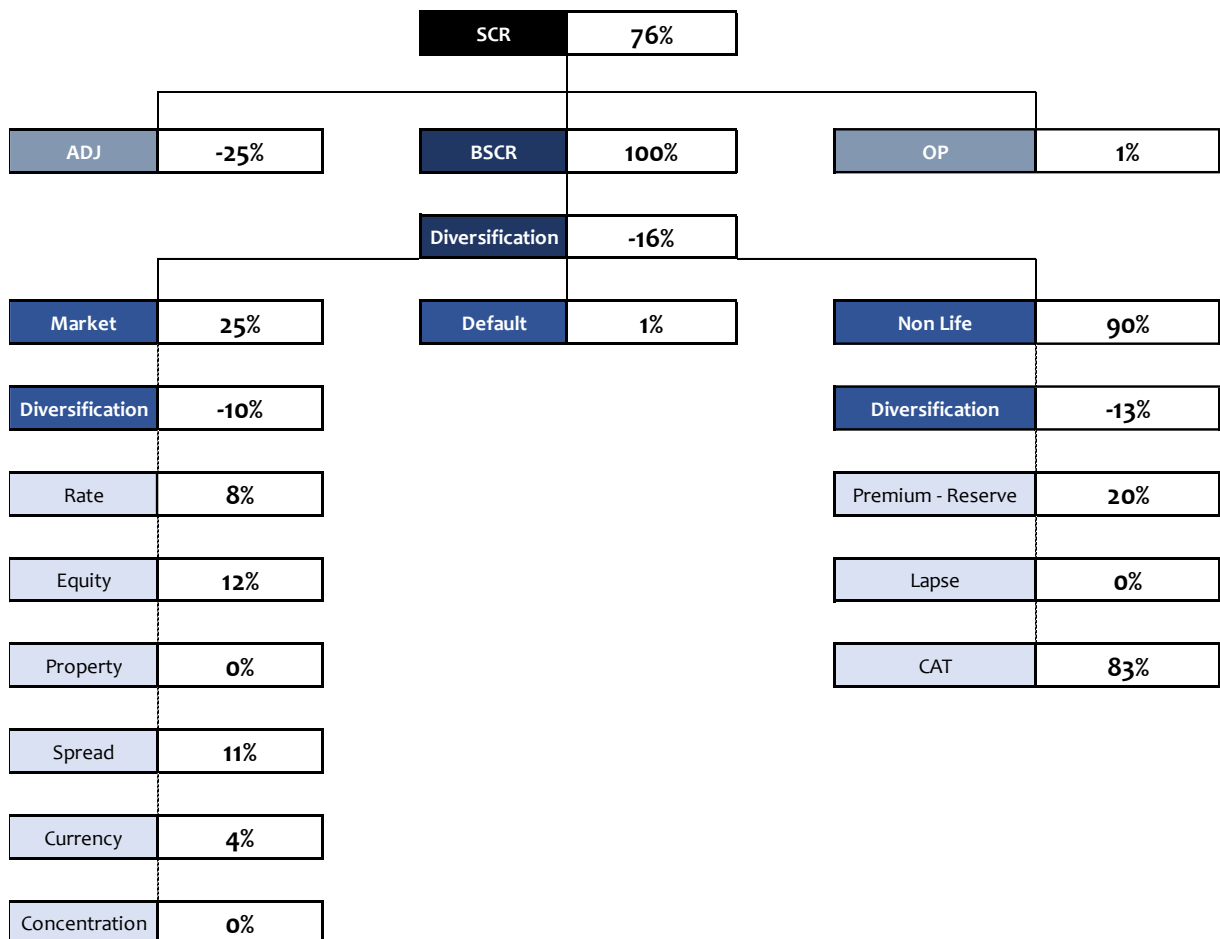 SCR 76%
ADJ -25% BSCR 100% OP 1%
Diversification -16%
Market 25% Default 1% Non Life 90%
Diversification -10% Diversification -13%
Rate 8% Premium - Reserve 20%
Equity 12% Lapse 0%
Property 0% CAT 83%
Spread 11%
Currency 4%
Concentration 0%